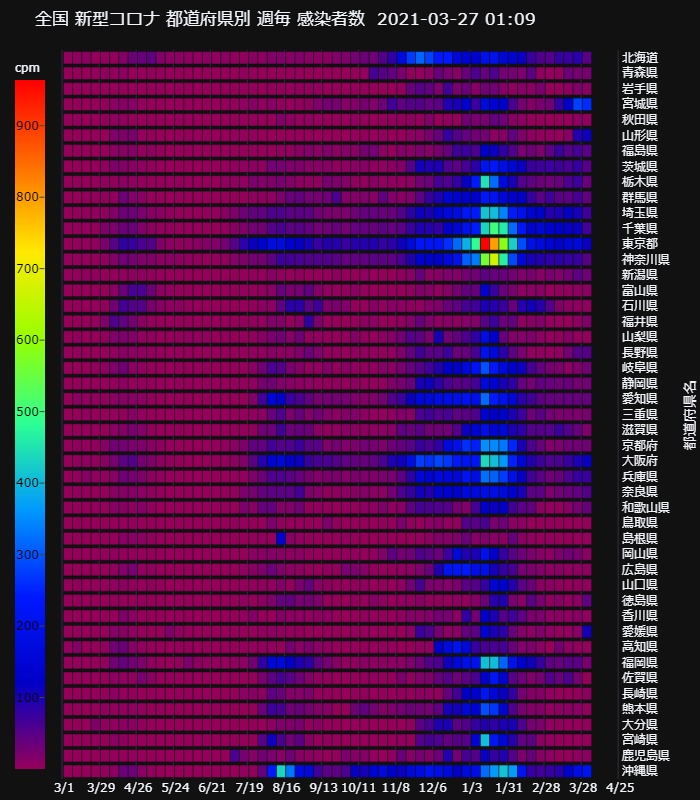 全国 新型コロナ 都道府県別 週毎 感染者数 2021-03-27 01:09
cpm
900
800
700
600
500
400
300
200
100
北海道
青森県
岩手県
宮城県
秋田県
山形県
福島県
茨城県
栃木県
群馬県
埼玉県
千葉県
東京都
神奈川県
新潟県
富山県
石川県
福井県
山梨県
長野県
岐阜県
静岡県
愛知県
三重県
滋賀県
京都府
大阪府
兵庫県
奈良県
和歌山県
鳥取県
島根県
岡山県
広島県
山口県
徳島県
香川県
愛媛県
高知県
福岡県
佐賀県
長崎県
熊本県
大分県
宮崎県
鹿児島県
沖縄県
都道府県名
3/1 3/29 4/26 5/24 6/21 7/19 8/16 9/13 10/11 11/8 12/6 1/3 1/31 2/28 3/28 4/25